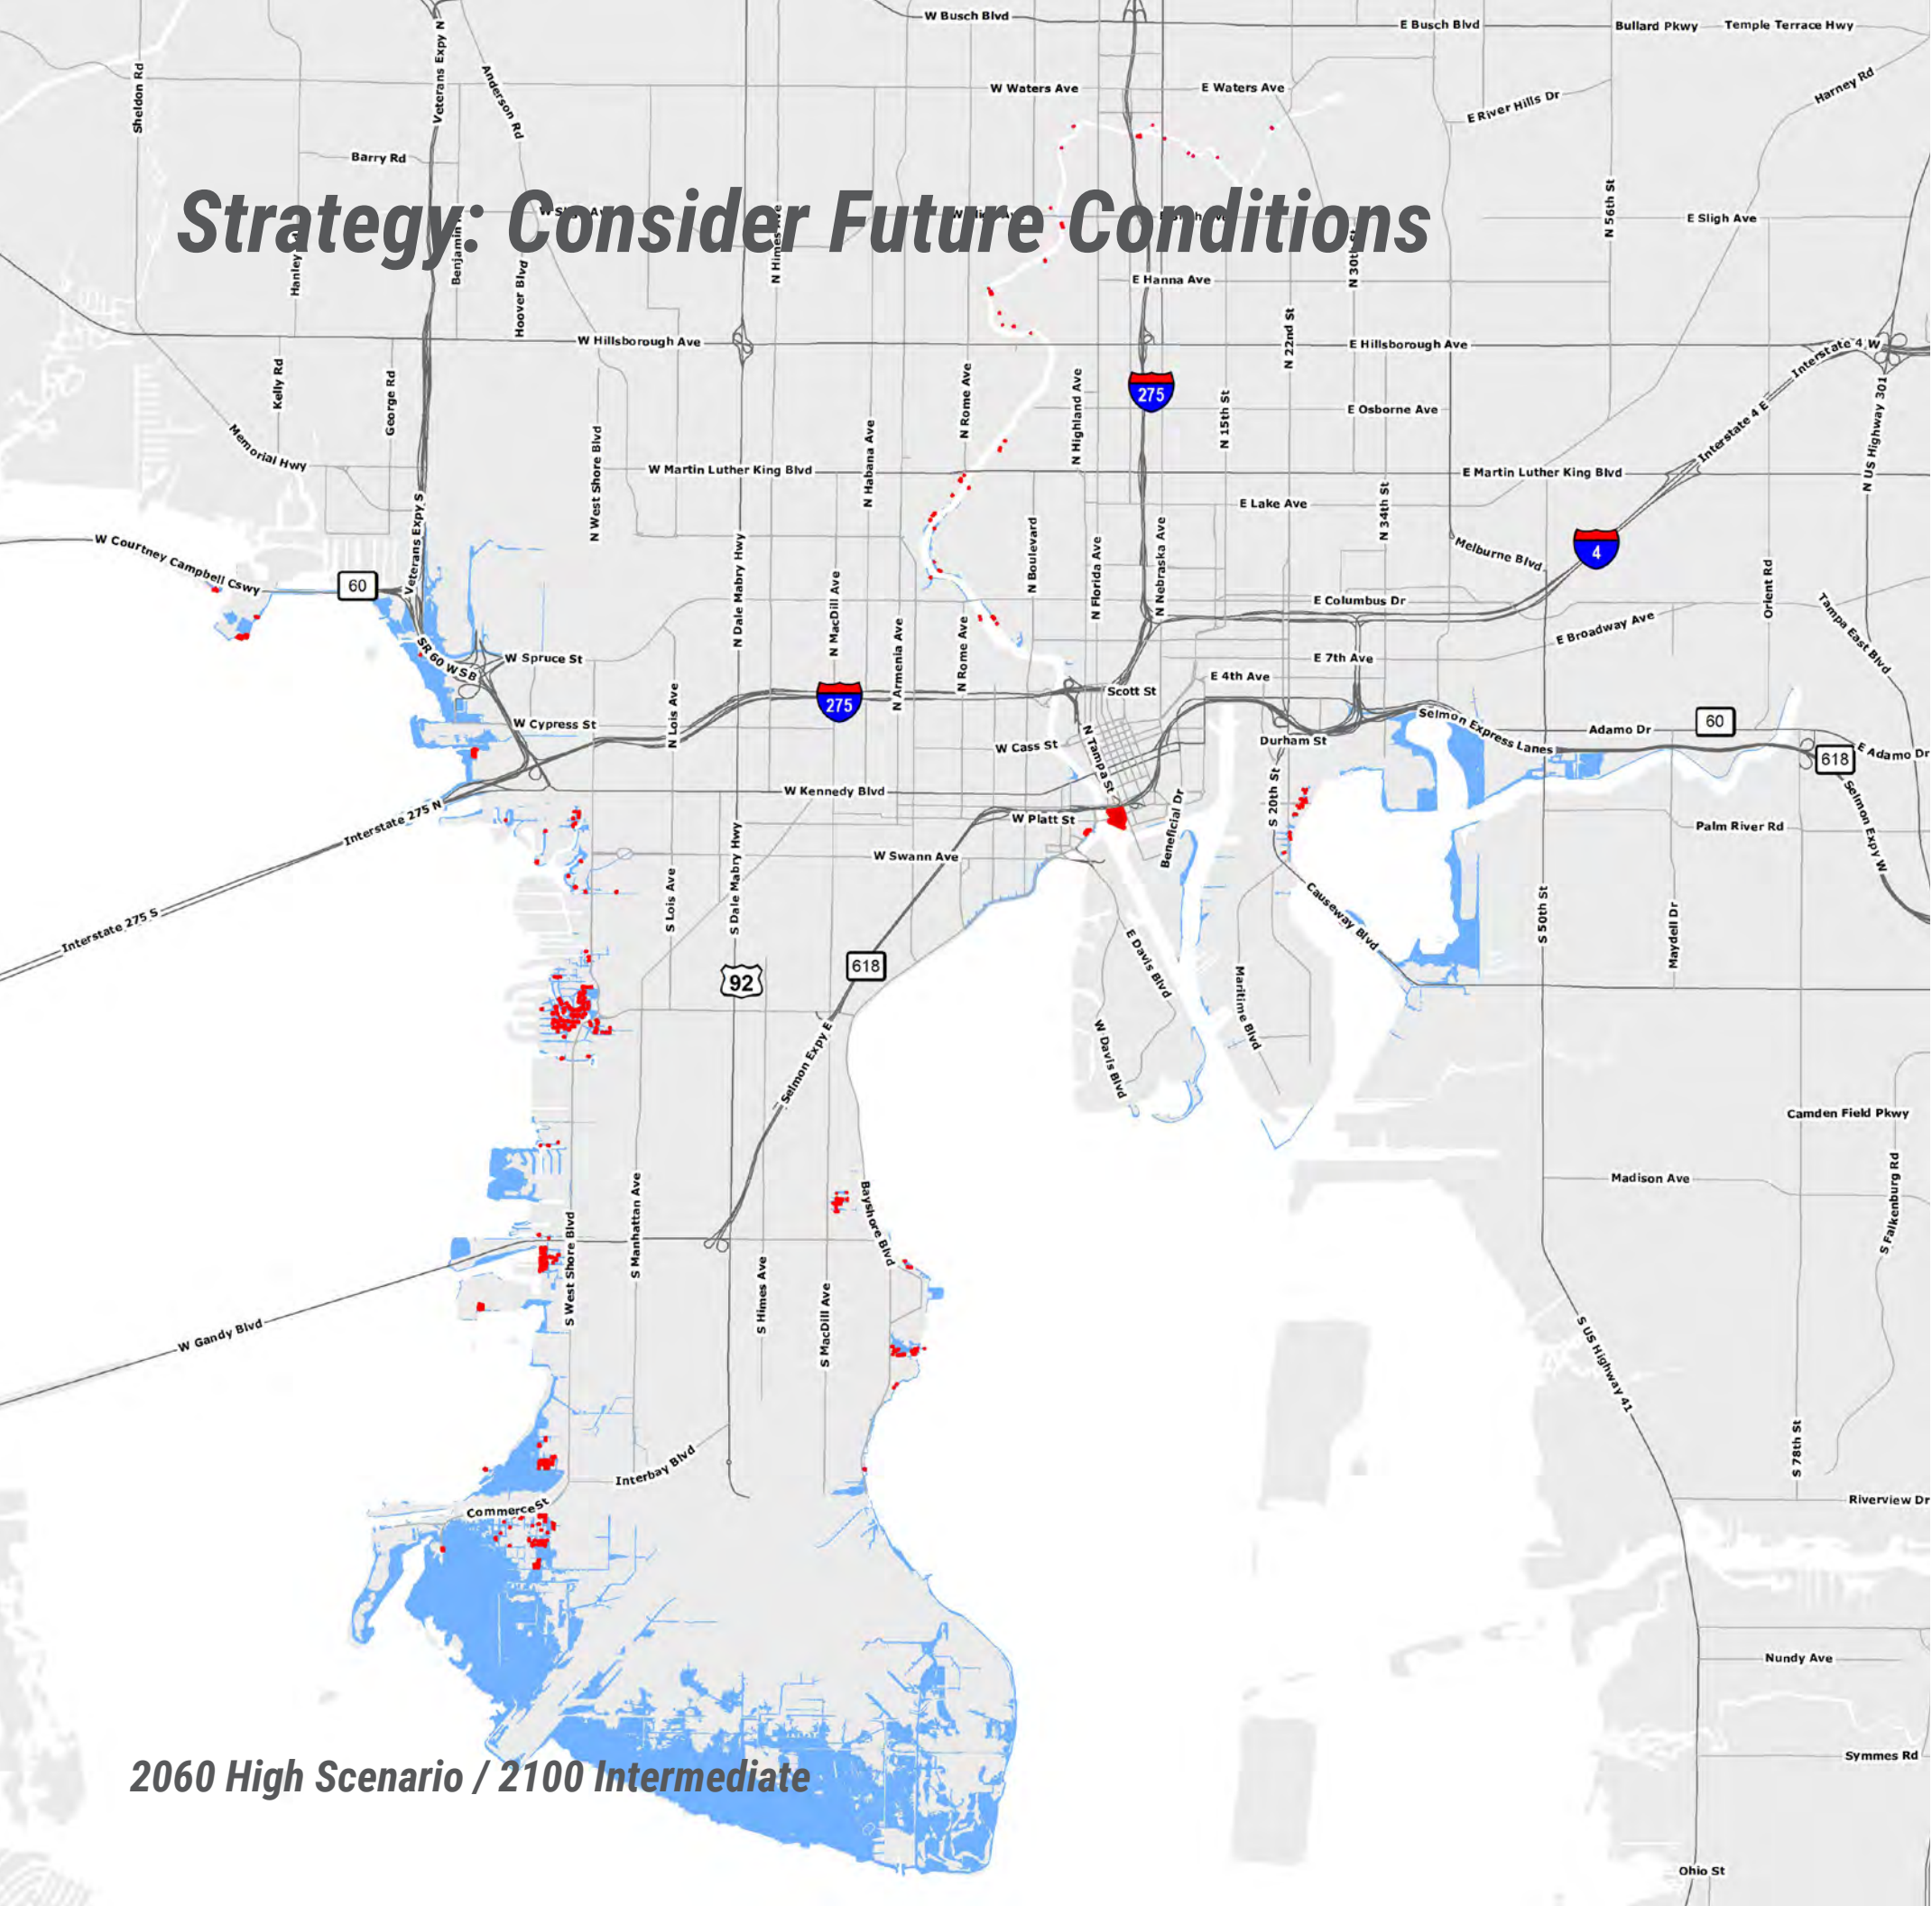 W Busch Blvd
E Busch Blvd
Bullard Pkwy
Temple Terrace Hwy
Sheldon Rd
Veterans Expy N
Anderson Rd
W Waters Ave
E Waters Ave
E River Hills Dr
Harney Rd
Barry Rd
Strategy: Consider Future Conditions
N 56th St
E Sligh Ave
Hoover Blvd
E Hanna Ave
W Hillsborough Ave
N 22nd St
E Hillsborough Ave
Interstate 4 W
Kelly Rd
George Rd
N Rome Ave
N Highland Ave
275
N 15th St
E Osborne Ave
Interstate 4 E
N US Highway 301
Memorial Hwy
N West Shore Blvd
N Habana Ave
W Martin Luther King Blvd
E Martin Luther King Blvd
Veterans Expy S
E Lake Ave
N 34th St
W Courtney Campbell Cswy
60
N Dale Mabry Hwy
N MacDill Ave
N Boulevard
N Florida Ave
N Nebraska Ave
Melburne Blvd
4
Orient Rd
E Columbus Dr
E Broadway Ave
Tampa East Blvd
SR 60 W SB
W Spruce St
N Armenia Ave
N Rome Ave
E 7th Ave
E 4th Ave
Scott St
275
N Lois Ave
W Cypress St
W Cass St
N Tampa St
Durham St
Selmon Express Lanes
Adamo Dr
60
618
E Adamo Dr
W Kennedy Blvd
Interstate 275 N
W Platt St
Beneficial Dr
S 20th St
Palm River Rd
Selmon Expy W
W Swann Ave
S Dale Mabry Hwy
S Lois Ave
Interstate 275 S
Causeway Blvd
S 50th St
Maydell Dr
92
618
E Davis Blvd
Maritime Blvd
W Davis Blvd
Selmon Expy E
Camden Field Pkwy
Madison Ave
S Falkenburg Rd
Bayshore Blvd
S Manhattan Ave
S West Shore Blvd
S Himes Ave
S MacDill Ave
W Gandy Blvd
S US Highway 41
S 78th St
Interbay Blvd
Commerce St
Riverview Dr
Nundy Ave
2060 High Scenario / 2100 Intermediate
Symmes Rd
Ohio St